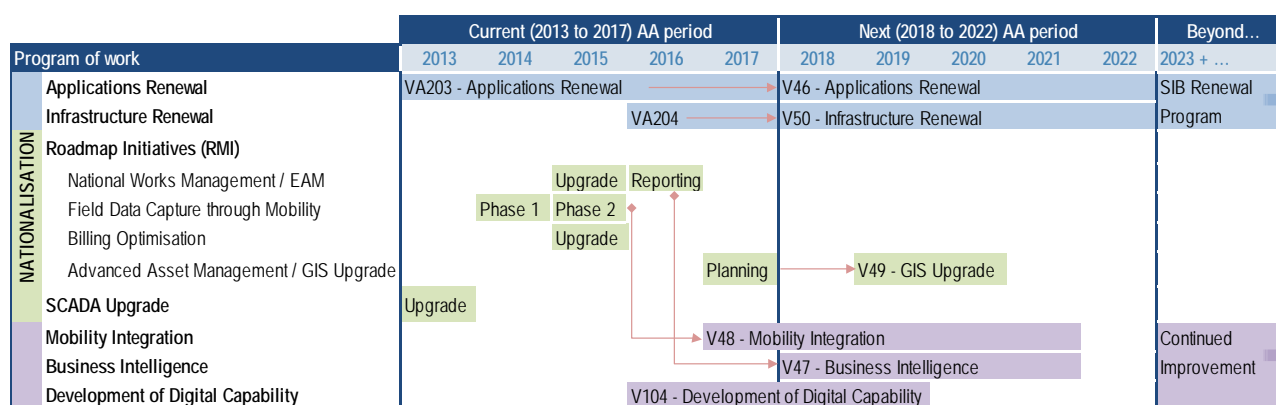 Current (2013 to 2017) AA period Next (2018 to 2022) AA period Beyond...
Program of work 2013 2014 2015 2016 2017 2018 2019 2020 2021 2022 2023 + ...
Applications Renewal VA203 - Applications Renewal V46 - Applications Renewal SIB Renewal
Infrastructure Renewal VA204 V50 - Infrastructure Renewal Program
NATIONALISATION
Roadmap Initiatives (RMI)
National Works Management / EAM Upgrade Reporting
Field Data Capture through Mobility Phase 1 Phase 2
Billing Optimisation Upgrade
Advanced Asset Management / GIS Upgrade Planning V49 - GIS Upgrade
SCADA Upgrade Upgrade
Mobility Integration V48 - Mobility Integration Continued
Business Intelligence V47 - Business Intelligence Improvement
Development of Digital Capability V104 - Development of Digital Capability